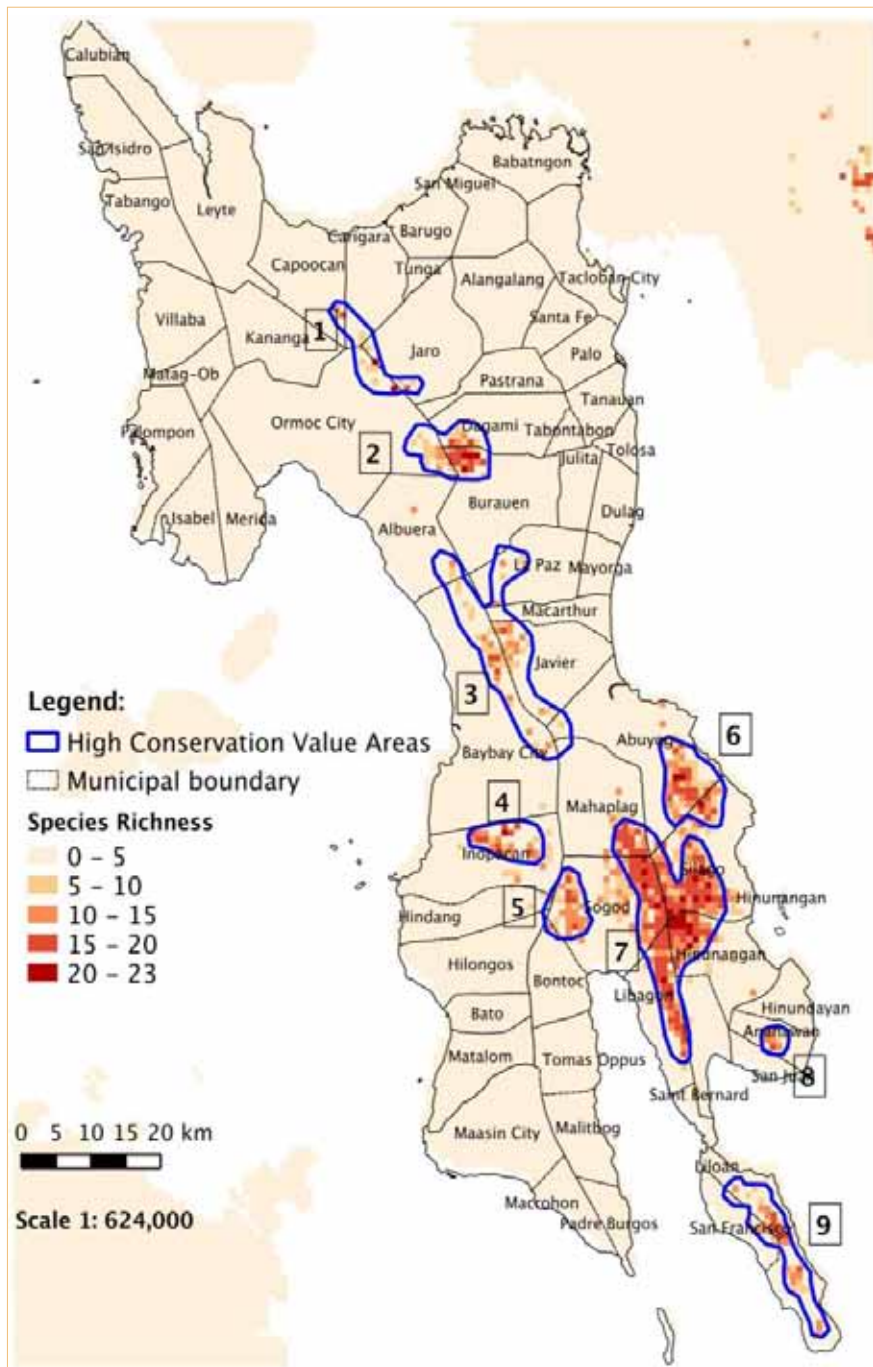 Calubian
San Isidro
Babatngon
San Miguel
Tabango
Leyte
Carigara
Barugo
Capoocan
Tunga
Alangalang
Tacloban City
Villaba
Santa Fe
1
Kananga
Jaro
Palo
Matag-Ob
Pastrana
Tanauan
Ormoc City
Dagami
Tabontabon
Palompon
2
Julita
Tolosa
Burauen
Isabel
Merida
Albuera
Dulag
La Paz
Mayorga
Macarthur
Javier
Legend:
3
High Conservation Value Areas
Abuyog
6
Baybay City
Municipal boundary
4
Mahaplag
Species Richness
0 - 5
Inopacan
Silago
5 - 10
5
Sogod
Hinunangan
10 - 15
Hindang
15 - 20
7
Hinunangan
20 - 23
Hilongos
Bontoc
Libagon
Bato
Hinundayan
Anahawan
Matalom
Tomas Oppus
San Juan
8
Saint Bernard
0 5 10 15 20 km
Maasin City
Malitbog
Liloan
Maccohon
Scale 1: 624,000
Padre Burgos
San Francisco
9